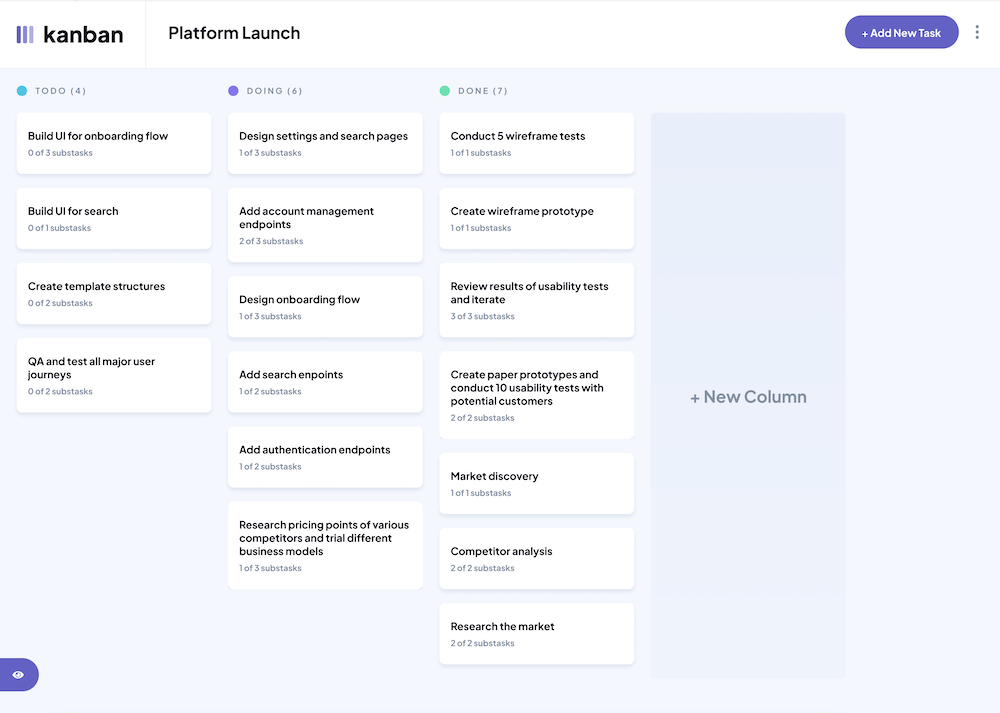 kanban
Platform Launch
+ Add New Task
TODO (4)
Build UI for onboarding flow
0 of 3 substasks
Build UI for search
0 of 1 substasks
Create template structures
0 of 2 substasks
QA and test all major user
journeys
0 of 2 substasks
DOING (6)
Design settings and search pages
1 of 3 substasks
Add account management
endpoints
2 of 3 substasks
Design onboarding flow
1 of 3 substasks
Add search enpoints
1 of 2 substasks
Add authentication endpoints
1 of 2 substasks
Research pricing points of various
competitors and trial different
business models
1 of 3 substasks
DONE (7)
Conduct 5 wireframe tests
1 of 1 substasks
Create wireframe prototype
1 of 1 substasks
Review results of usability tests
and iterate
3 of 3 substasks
Create paper prototypes and
conduct 10 usability tests with
potential customers
2 of 2 substasks
Market discovery
1 of 1 substasks
Competitor analysis
2 of 2 substasks
Research the market
2 of 2 substasks
+ New Column